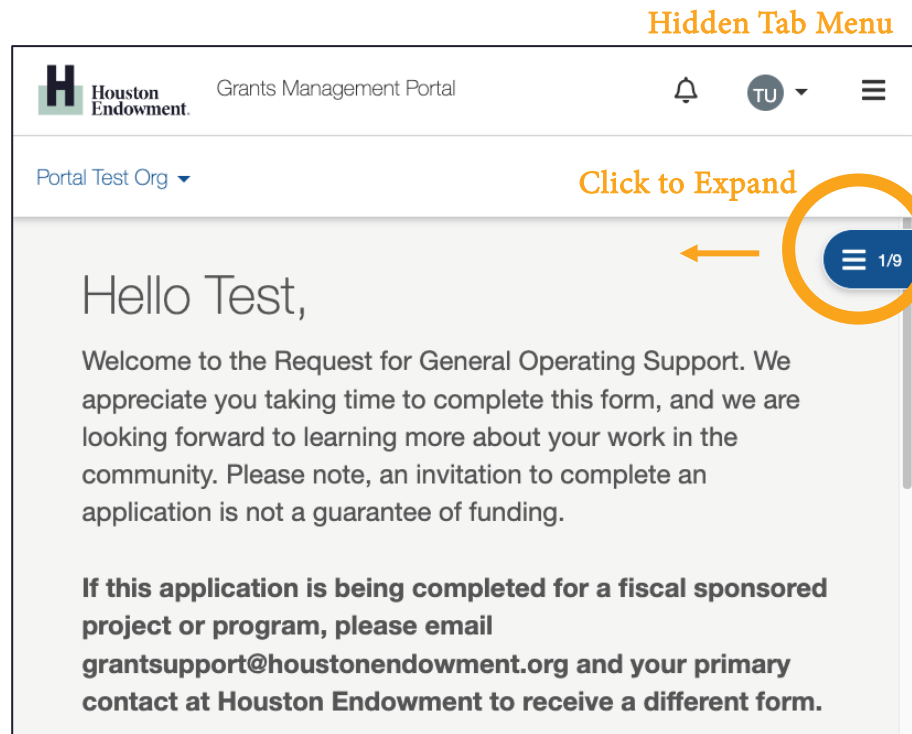 Hidden Tab Menu
Houston
Endowment.
Grants Management Portal
TU
Portal Test Org
Click to Expand
1/9
Hello Test,
Welcome to the Request for General Operating Support. We
appreciate you taking time to complete this form, and we are
looking forward to learning more about your work in the
community. Please note, an invitation to complete an
application is not a guarantee of funding.
If this application is being completed for a fiscal sponsored
project or program, please email
grantsupport@houstonendowment.org and your primary
contact at Houston Endowment to receive a different form.